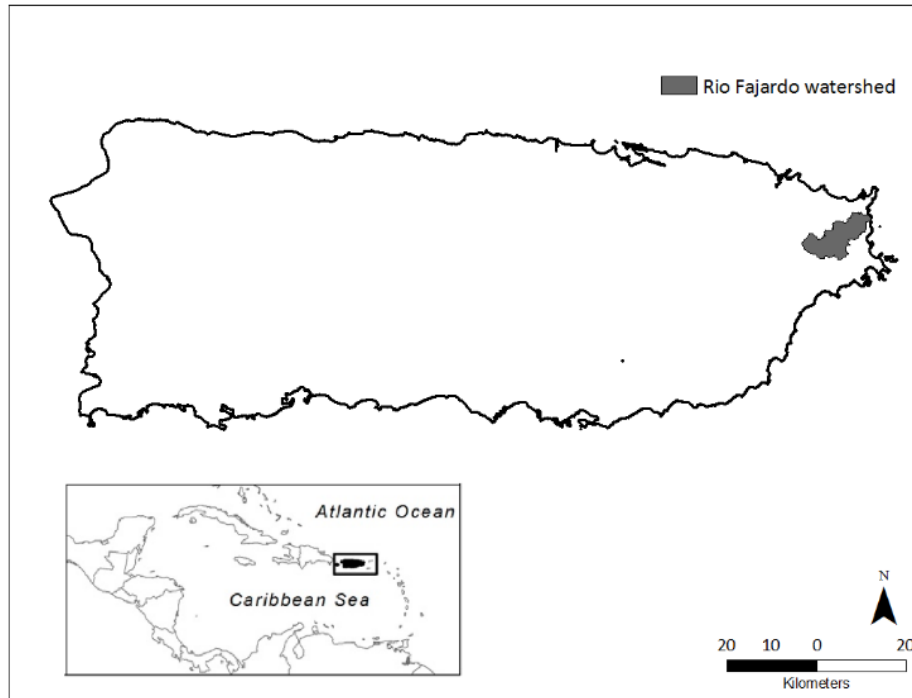 Rio Fajardo watershed
Atlantic Ocean
Caribbean Sea
N
20 10 0 20
Kilometers